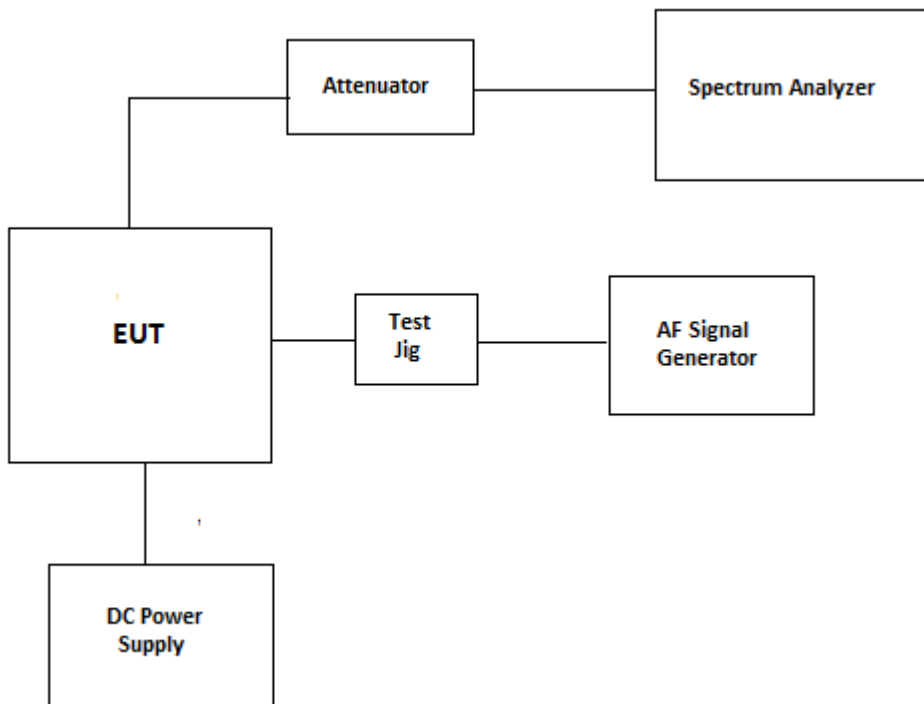 Attenuator
Spectrum Analyzer
EUT
Test
Jig
AF Signal
Generator
DC Power
Supply